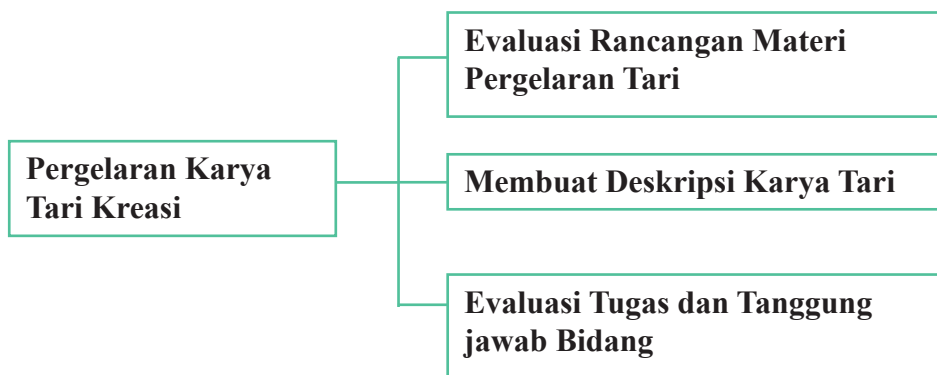 Evaluasi Rancangan Materi
Pergelaran Tari
Pergelaran Karya
Tari Kreasi
Membuat Deskripsi Karya Tari
Evaluasi Tugas dan Tanggung
jawab Bidang